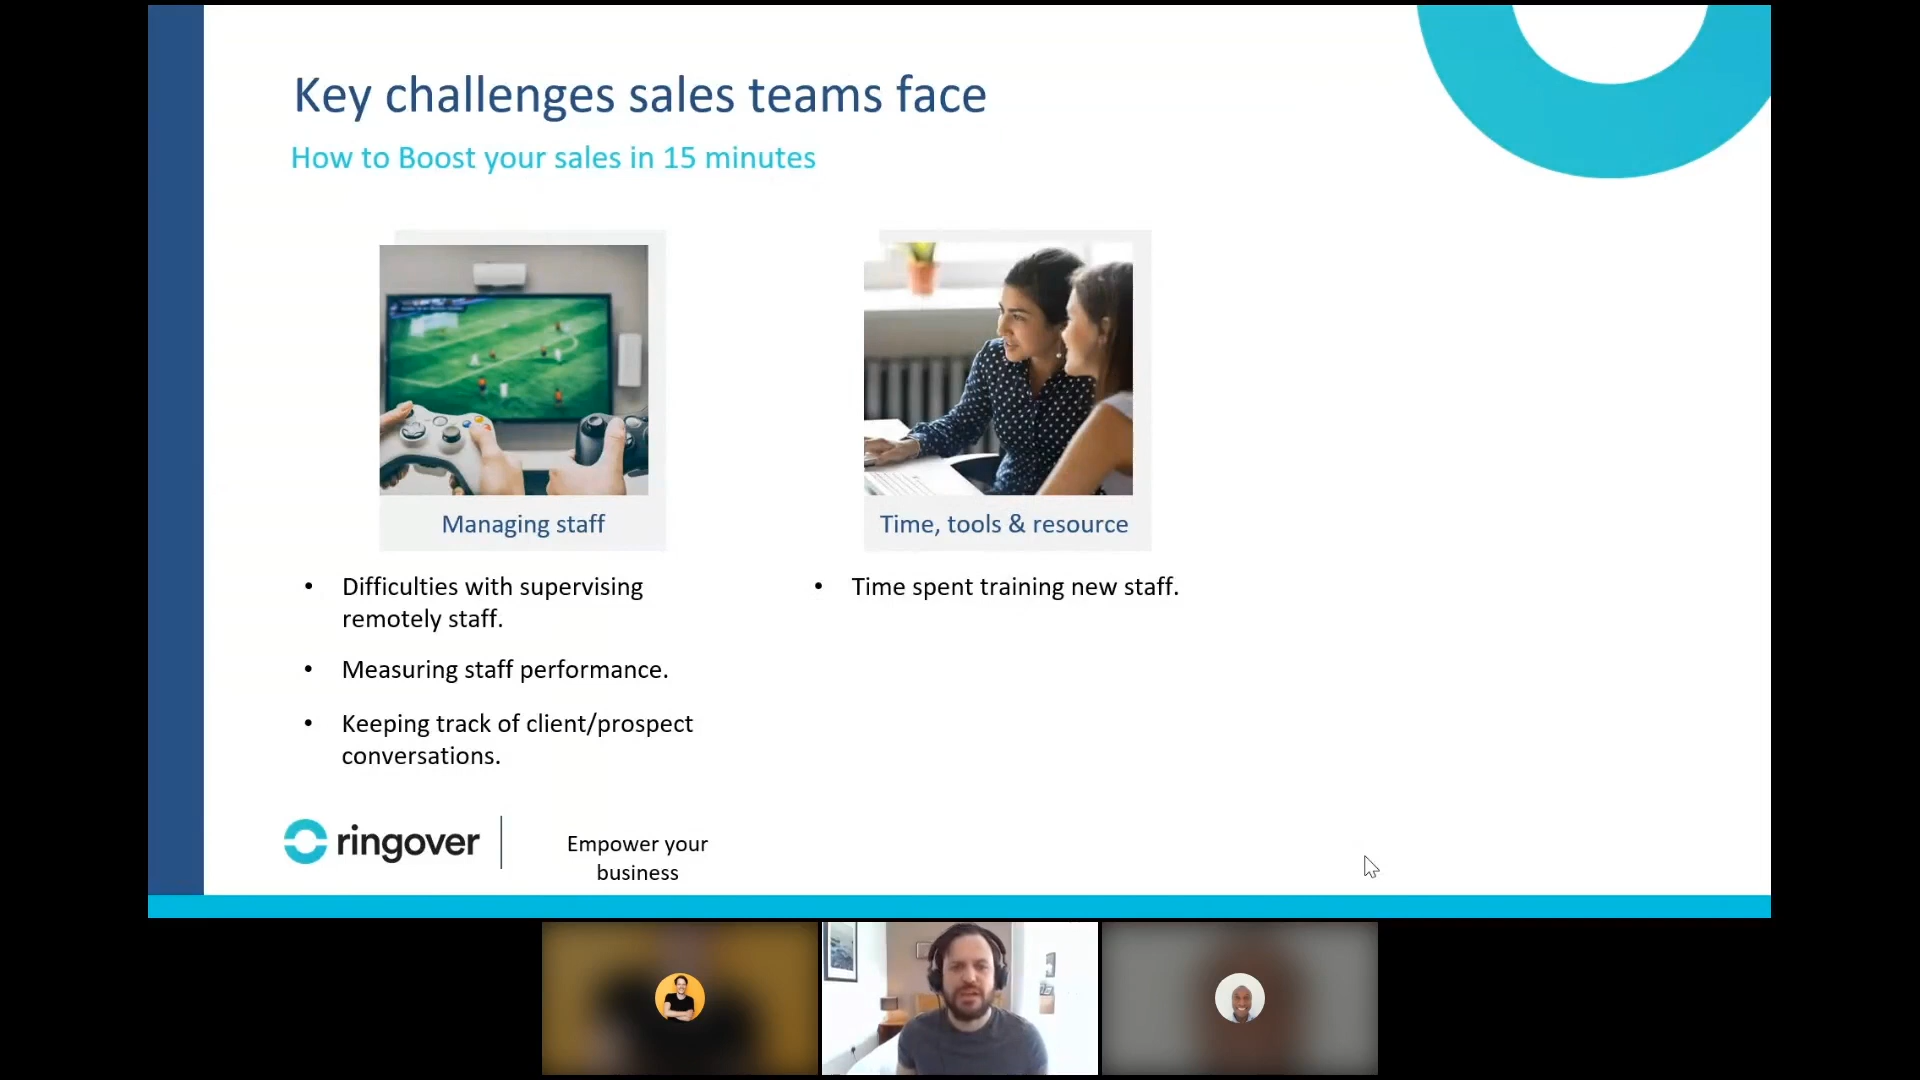 Key challenges sales teams face
How to Boost your sales in 15 minutes
Managing staff
• Difficulties with supervising
remotely staff.
• Measuring staff performance.
• Keeping track of client/prospect
conversations.
Time, tools & resource
• Time spent training new staff.
ringover
Empower your
business